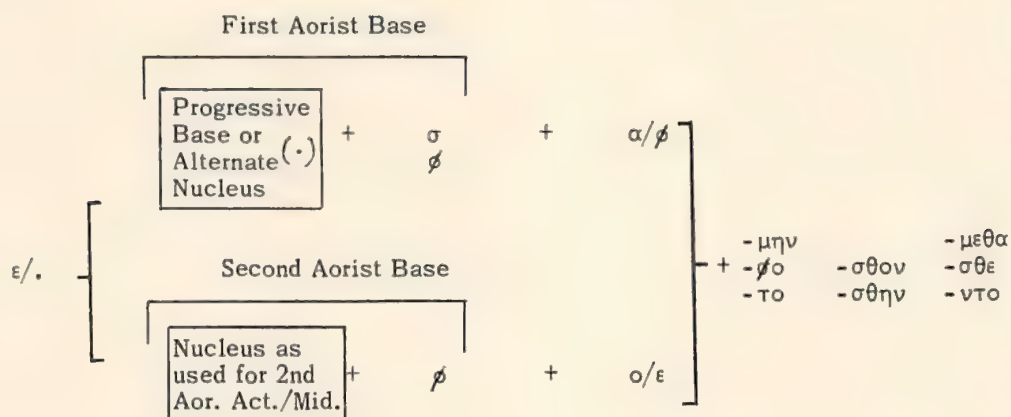 First Aorist Base
Progressive
Base or + σ + α/ø
Alternate (·) ø
Nucleus
- μην - μεθα
ε/. Second Aorist Base + - øο - σθον - σθε
- το - σθην - ντο
Nucleus as
used for 2nd + ø + ο/ε
Aor. Act./Mid.